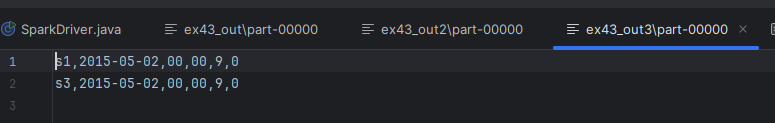 SparkDriver.java ex43_out\part-00000 ex43_out2\part-00000 ex43_out3\part-00000
1 s1,2015-05-02,00,00,9,0
2 s3,2015-05-02,00,00,9,0
3